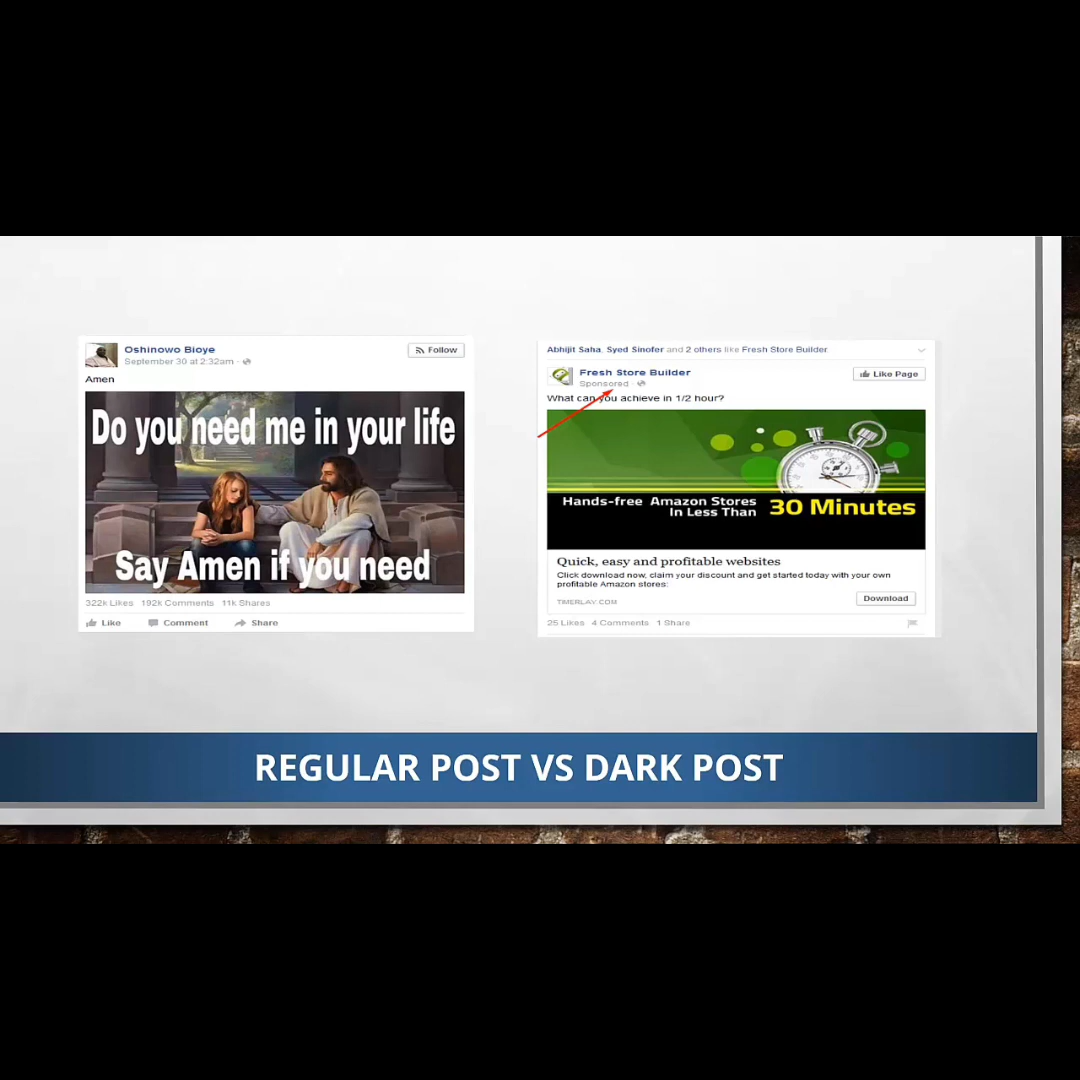 Oshinowo Bioye
September 30 at 2:32am
Follow
Amen
Do you need me in your life
Say Amen if you need
322k Likes 192k Comments 11k Shares
Like Comment Share
Abhijit Saha, Syed Sinofer and 2 others like Fresh Store Builder.
Fresh Store Builder
Sponsored
Like Page
What can you achieve in 1/2 hour?
Hands-free Amazon Stores
In Less Than 30 Minutes
Quick, easy and profitable websites
Click download now, claim your discount and get started today with your own
profitable Amazon stores:
TIMERLAY.COM
Download
25 Likes 4 Comments 1 Share
REGULAR POST VS DARK POST